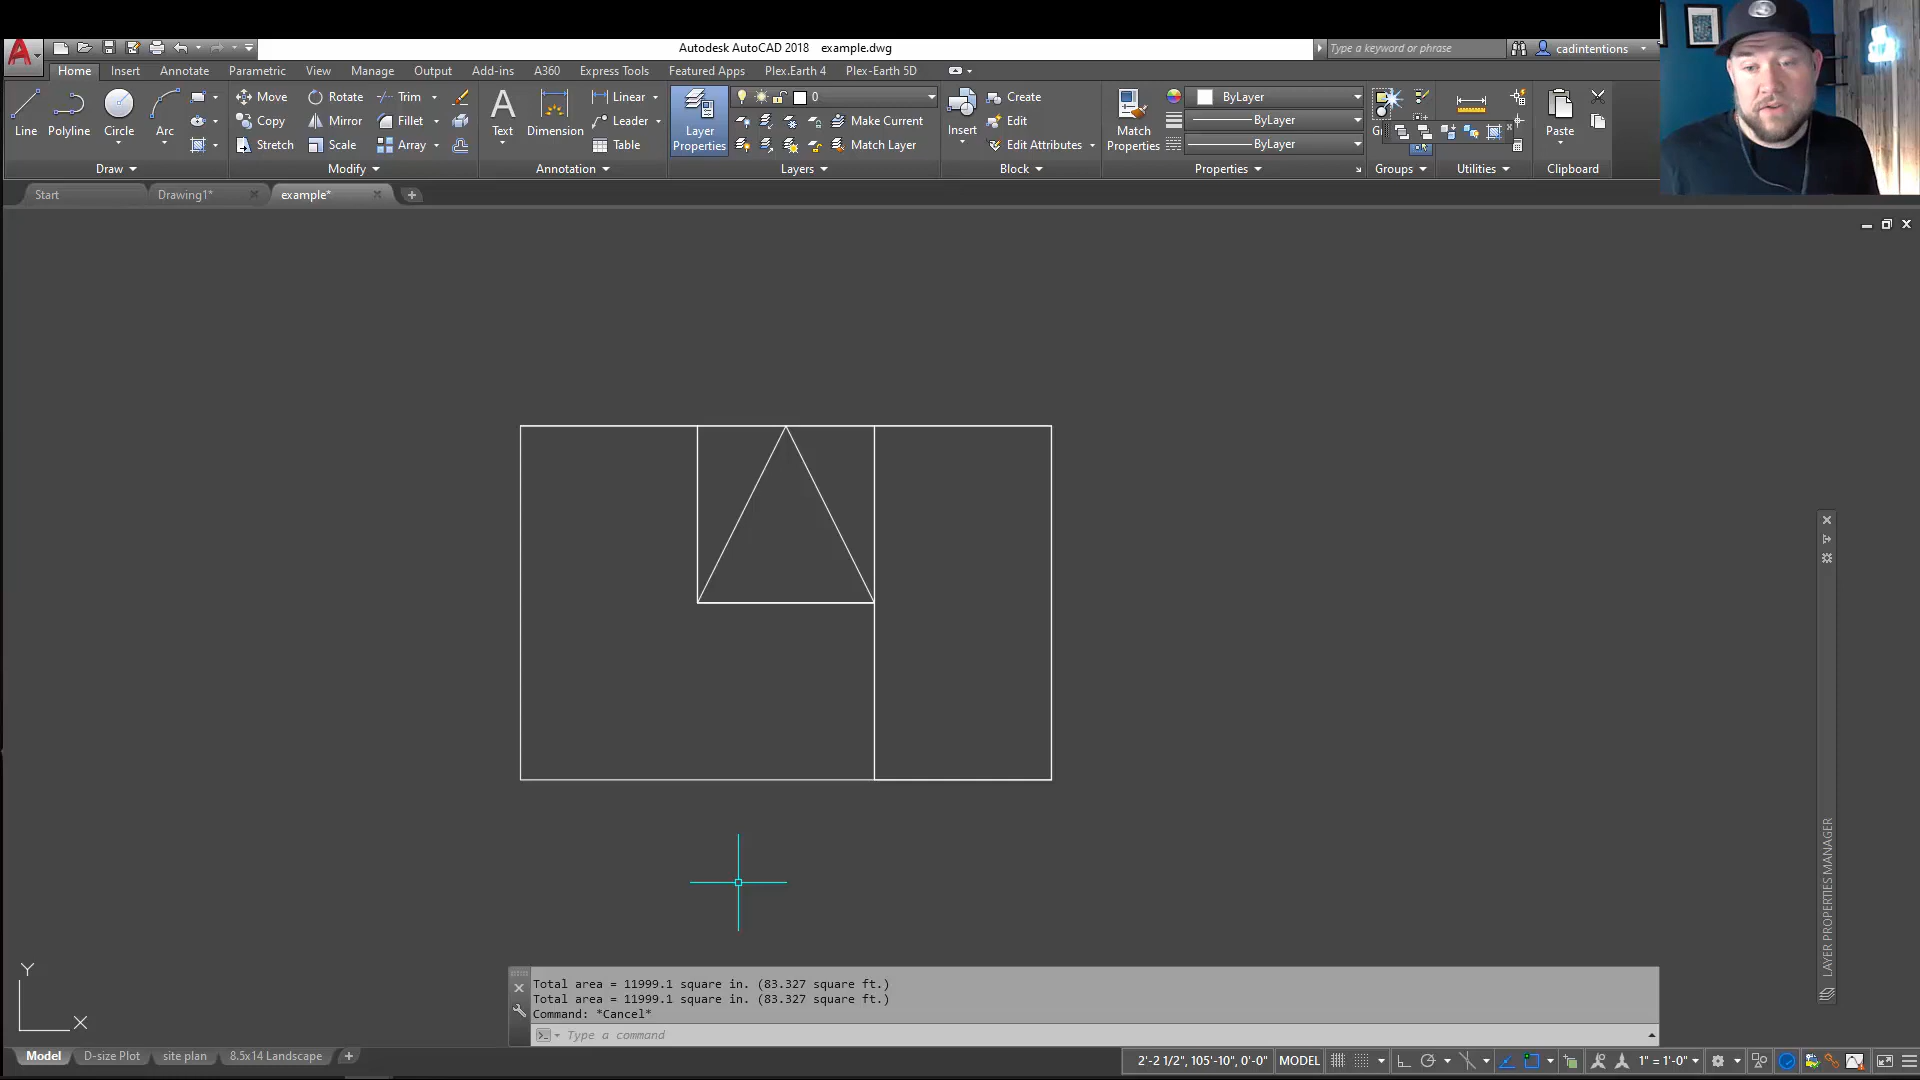 Autodesk AutoCAD 2018 example.dwg
Type a keyword or phrase
cadintentions
Home Insert Annotate Parametric View Manage Output Add-ins A360 Express Tools Featured Apps Plex.Earth 4 Plex-Earth 5D
Line Polyline Circle Arc
Move Rotate Trim
Copy Mirror Fillet
Stretch Scale Array
Text Dimension
Linear
Leader
Table
Layer
Properties
0
Make Current
Match Layer
Insert
Create
Edit
Edit Attributes
Match
Properties
ByLayer
ByLayer
ByLayer
Paste
Draw Modify Annotation Layers Block Properties Groups Utilities Clipboard
Start Drawing1* example*
LAYER PROPERTIES MANAGER
Y
X
Total area = 11999.1 square in. (83.327 square ft.)
Total area = 11999.1 square in. (83.327 square ft.)
Command: *Cancel*
Type a command
Model D-size Plot site plan 8.5x14 Landscape
2'-2 1/2", 105'-10", 0'-0" MODEL 1" = 1'-0"